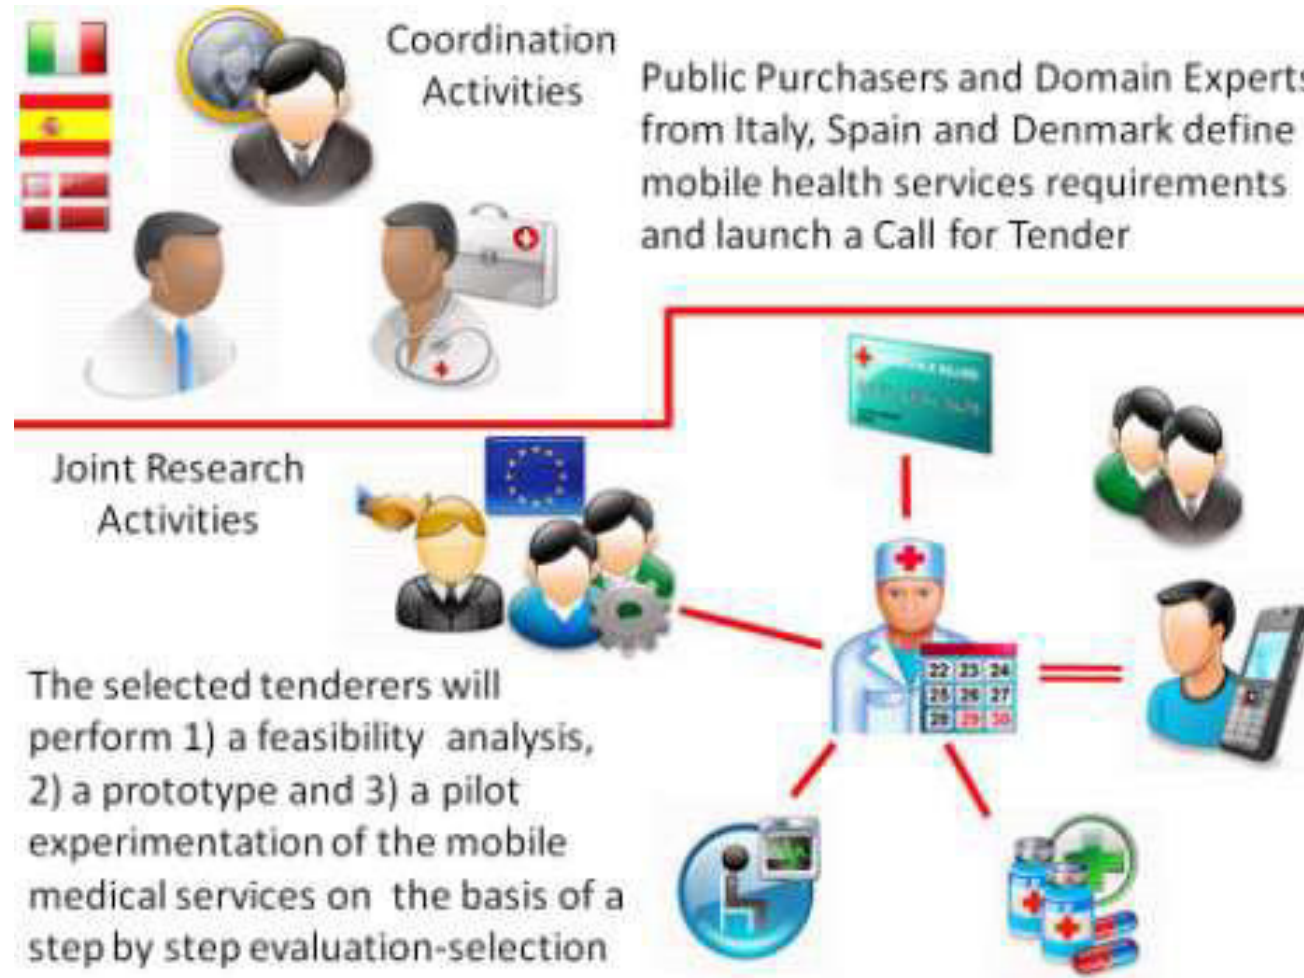 Coordination
Activities
Public Purchasers and Domain Experts
from Italy, Spain and Denmark define
mobile health services requirements
and launch a Call for Tender
Joint Research
Activities
The selected tenderers will
perform 1) a feasibility analysis,
2) a prototype and 3) a pilot
experimentation of the mobile
medical services on the basis of a
step by step evaluation-selection
22 23 24
25 26 27
28 29 30